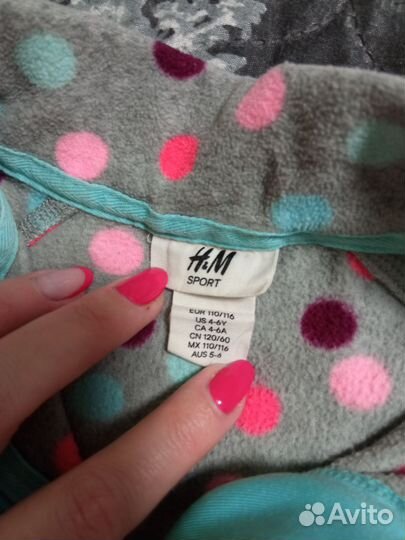 H&M
SPORT
EUR 110/116
US 4-6Y
CA 4-6A
CN 120/60
MX 110/116
AUS 5-6
Avito